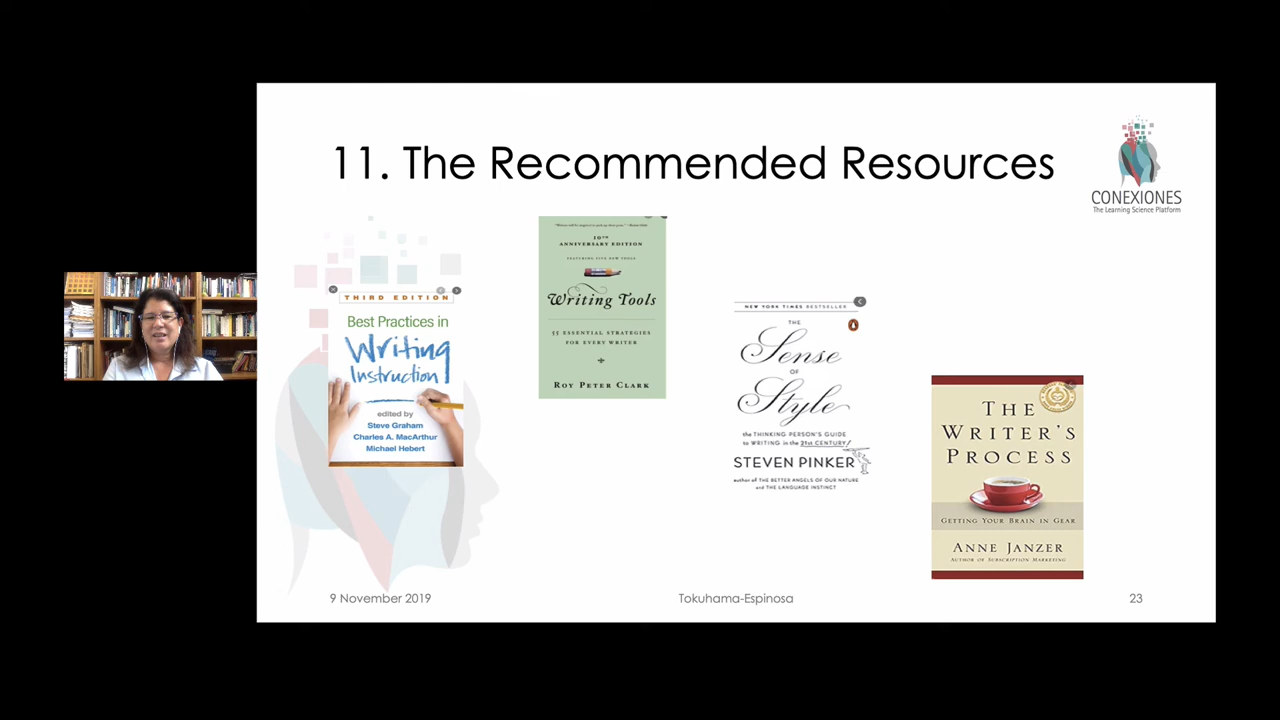 11. The Recommended Resources
CONEXIONES
The Learning Science Platform
THIRD EDITION
Best Practices in
Writing
Instruction
edited by
Steve Graham
Charles A. MacArthur
Michael Hebert
10TH
ANNIVERSARY EDITION
FEATURING FIVE NEW TOOLS
Writing Tools
55 ESSENTIAL STRATEGIES
FOR EVERY WRITER
ROY PETER CLARK
NEW YORK TIMES BESTSELLER
THE
Sense
OF
Style
the THINKING PERSON'S GUIDE
to WRITING in the 21st CENTURY
STEVEN PINKER
author of THE BETTER ANGELS OF OUR NATURE
and THE LANGUAGE INSTINCT
THE
WRITER'S
PROCESS
GETTING YOUR BRAIN IN GEAR
ANNE JANZER
AUTHOR OF SUBSCRIPTION MARKETING
9 November 2019
Tokuhama-Espinosa
23